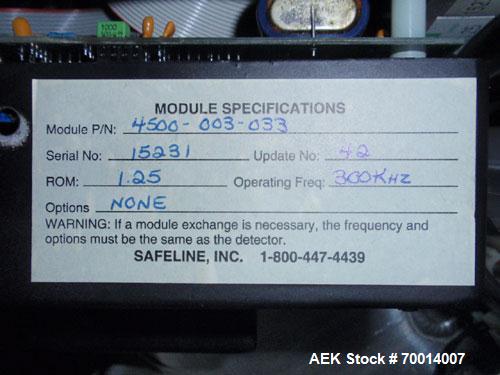 MODULE SPECIFICATIONS
Module P/N: 4500-003-033
Serial No: 15231 Update No: 42
ROM: 1.25 Operating Freq: 300KHZ
Options NONE
WARNING: If a module exchange is necessary, the frequency and
options must be the same as the detector.
SAFELINE, INC. 1-800-447-4439
AEK Stock # 70014007